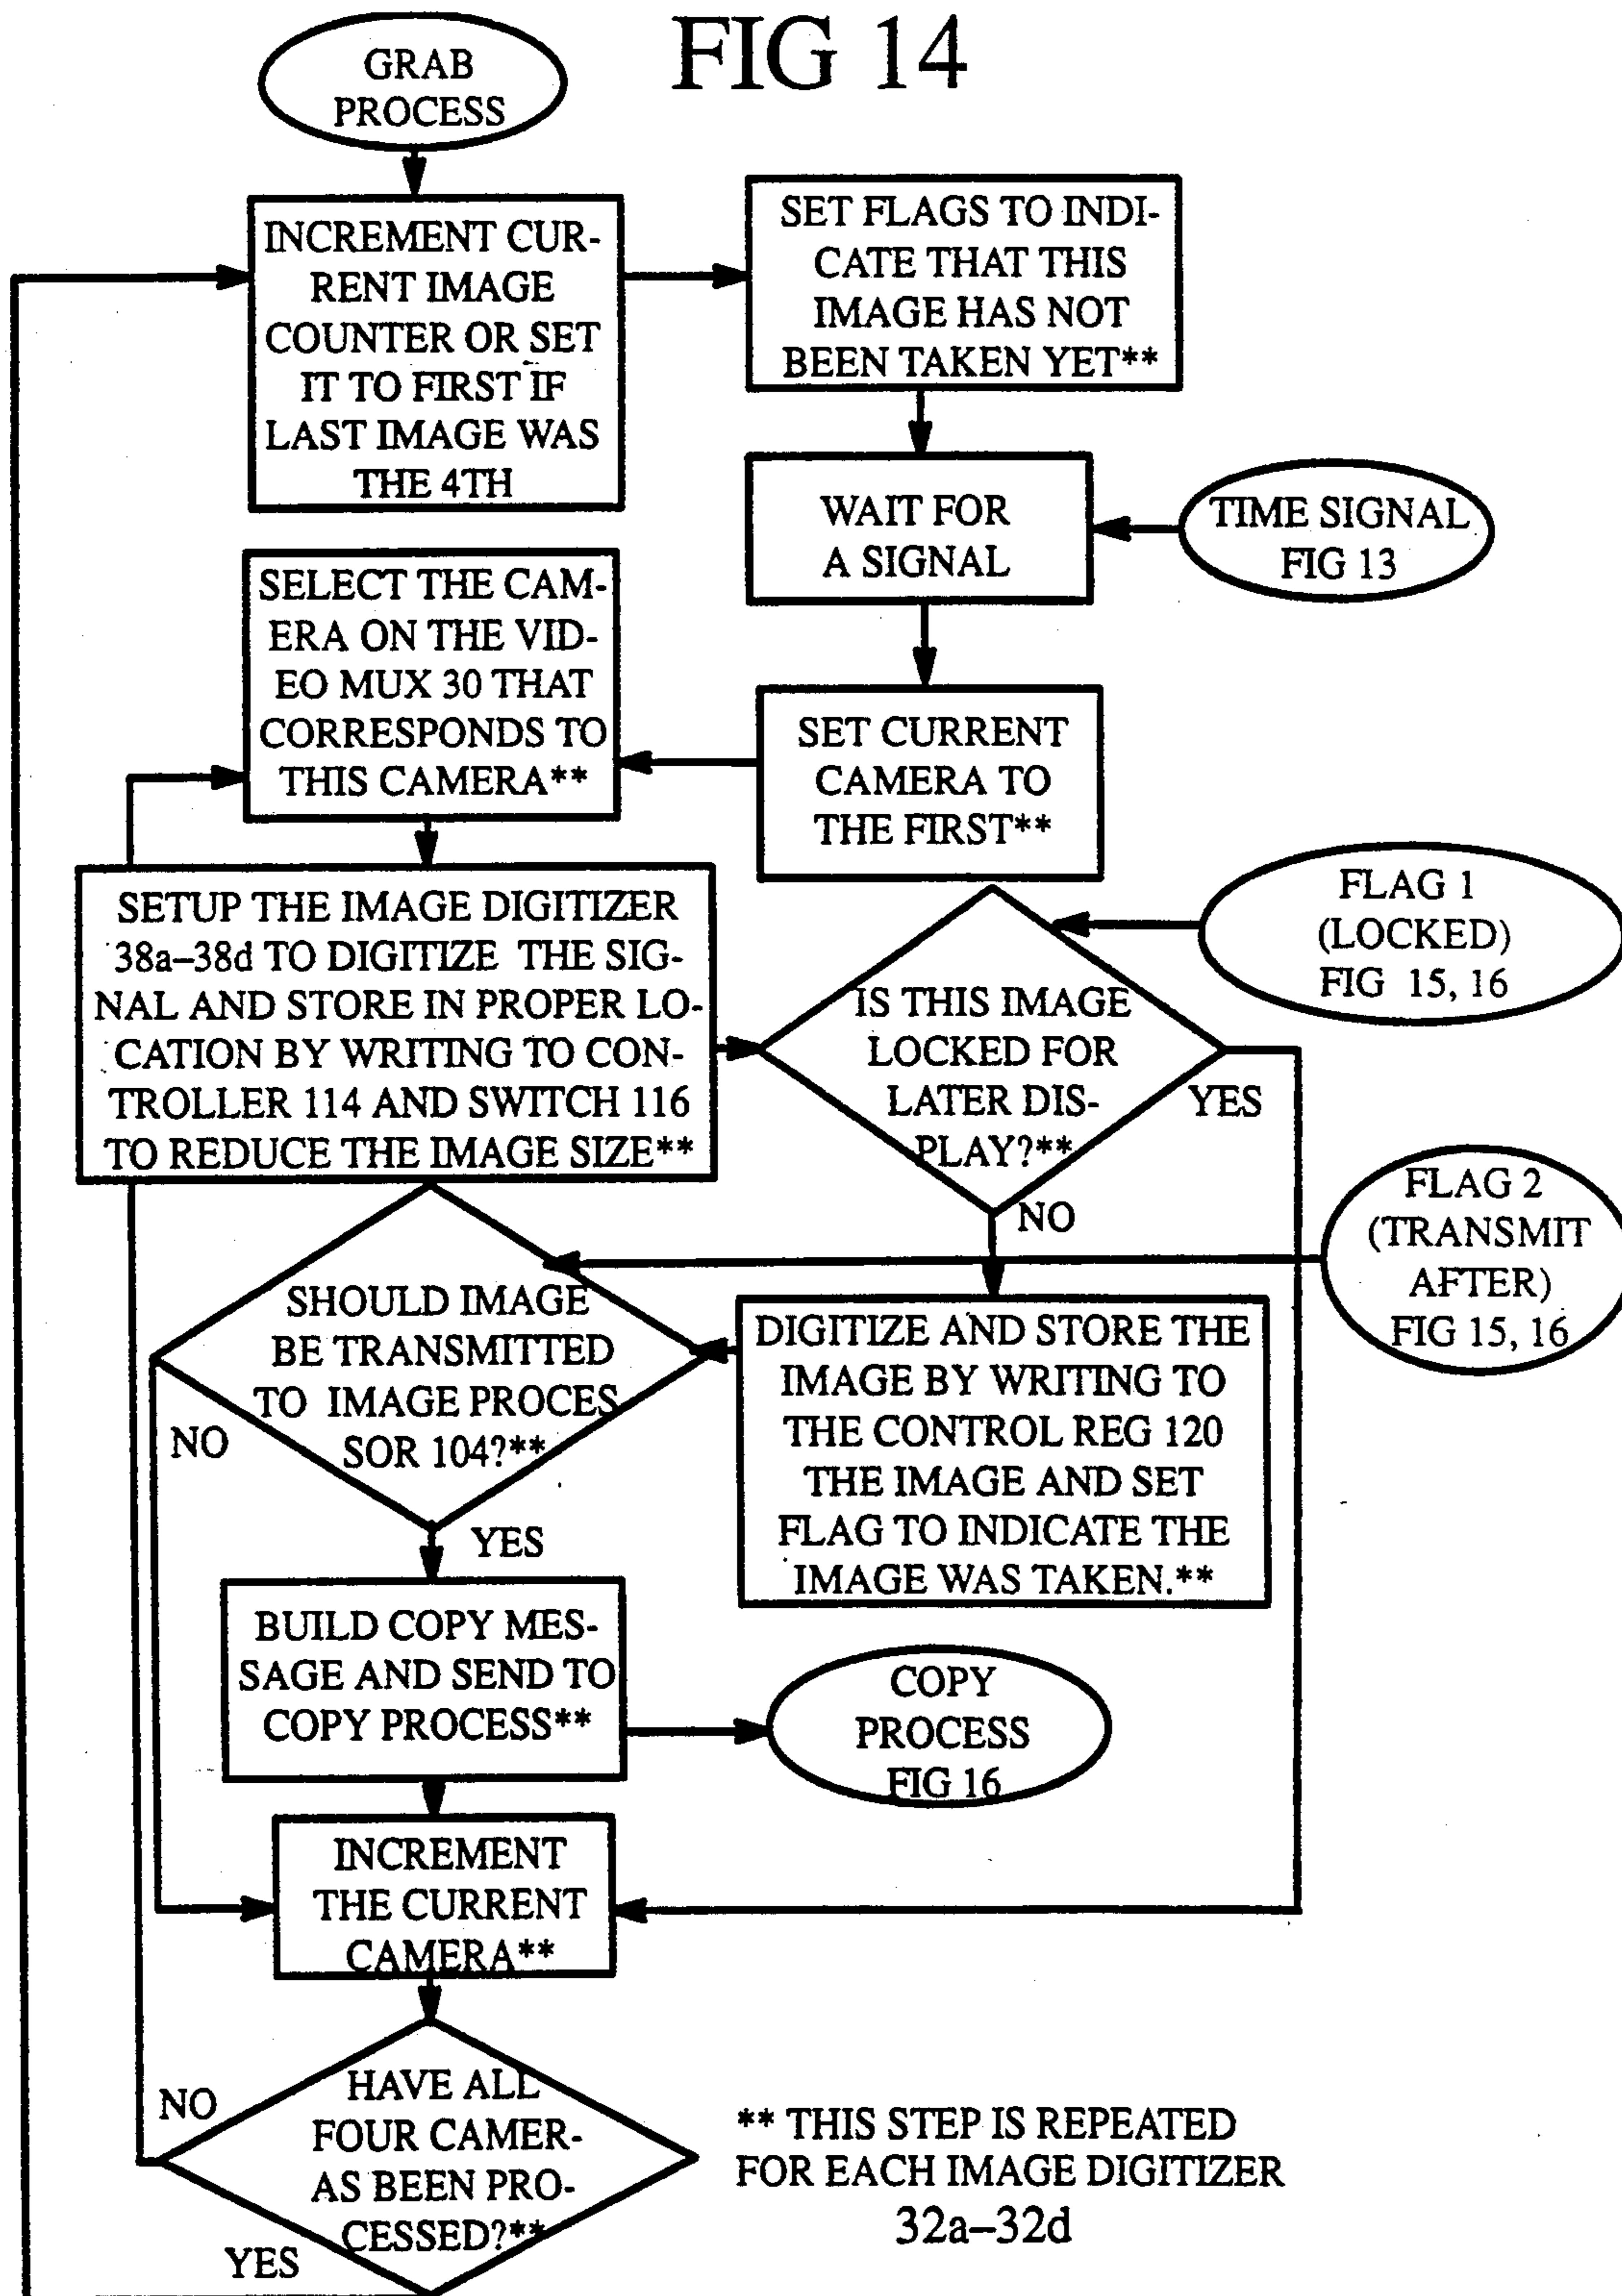 FIG 14
GRAB
PROCESS
INCREMENT CUR-
RENT IMAGE
COUNTER OR SET
IT TO FIRST IF
LAST IMAGE WAS
THE 4TH
SET FLAGS TO INDI-
CATE THAT THIS
IMAGE HAS NOT
BEEN TAKEN YET**
WAIT FOR
A SIGNAL
TIME SIGNAL
FIG 13
SET CURRENT
CAMERA TO
THE FIRST**
SELECT THE CAM-
ERA ON THE VID-
EO MUX 30 THAT
CORRESPONDS TO
THIS CAMERA**
SETUP THE IMAGE DIGITIZER
38a–38d TO DIGITIZE THE SIG-
NAL AND STORE IN PROPER LO-
CATION BY WRITING TO CON-
TROLLER 114 AND SWITCH 116
TO REDUCE THE IMAGE SIZE**
IS THIS IMAGE
LOCKED FOR
LATER DIS-
PLAY?**
YES
NO
FLAG 1
(LOCKED)
FIG 15, 16
FLAG 2
(TRANSMIT
AFTER)
FIG 15, 16
DIGITIZE AND STORE THE
IMAGE BY WRITING TO
THE CONTROL REG 120
THE IMAGE AND SET
FLAG TO INDICATE THE
IMAGE WAS TAKEN.**
SHOULD IMAGE
BE TRANSMITTED
TO IMAGE PROCES
SOR 104?**
NO
YES
BUILD COPY MES-
SAGE AND SEND TO
COPY PROCESS**
COPY
PROCESS
FIG 16
INCREMENT
THE CURRENT
CAMERA**
HAVE ALL
FOUR CAMER-
AS BEEN PRO-
CESSED?**
NO
YES
** THIS STEP IS REPEATED
FOR EACH IMAGE DIGITIZER
32a–32d